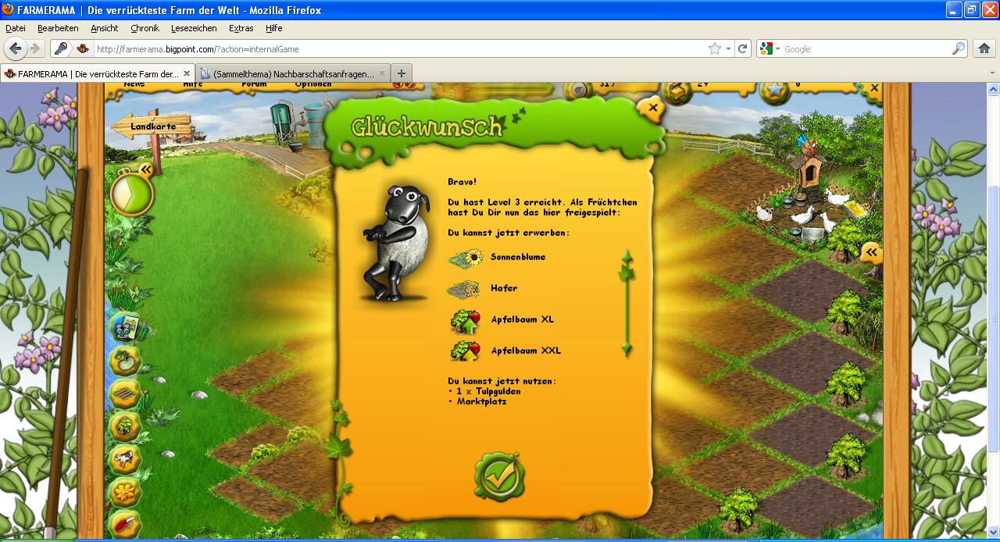 FARMERAMA | Die verrückteste Farm der Welt - Mozilla Firefox
Datei Bearbeiten Ansicht Chronik Lesezeichen Extras Hilfe
http://farmerama.bigpoint.com/?action=internalGame
Google
FARMERAMA | Die verrückteste Farm der...
(Sammelthema) Nachbarschaftsanfragen...
News Hilfe Forum Optionen
317 29 0
Landkarte
Glückwunsch
Bravo!
Du hast Level 3 erreicht. Als Früchtchen
hast Du Dir nun das hier freigespielt:
Du kannst jetzt erwerben:
Sonnenblume
Hafer
Apfelbaum XL
Apfelbaum XXL
Du kannst jetzt nutzen:
• 1 x Tulpgulden
• Marktplatz